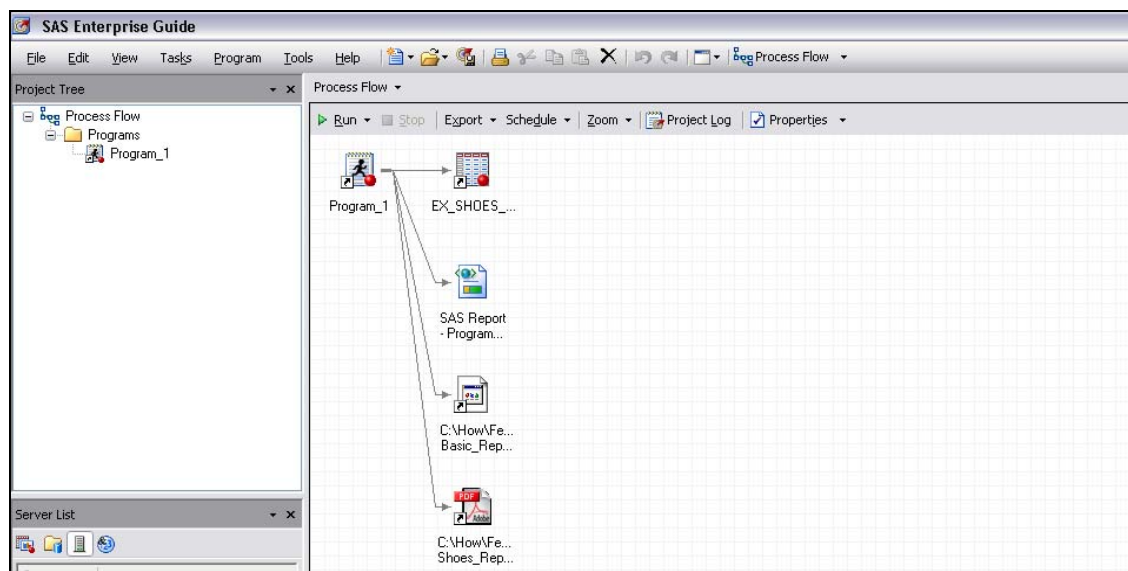 SAS Enterprise Guide
File Edit View Tasks Program Tools Help Process Flow
Project Tree
Process Flow
Programs
Program_1
Process Flow
Run Stop Export Schedule Zoom Project Log Properties
Program_1 EX_SHOES_...
SAS Report
- Program...
C:\How\Fe...
Basic_Rep...
PDF
Adobe
C:\How\Fe...
Shoes_Rep...
Server List